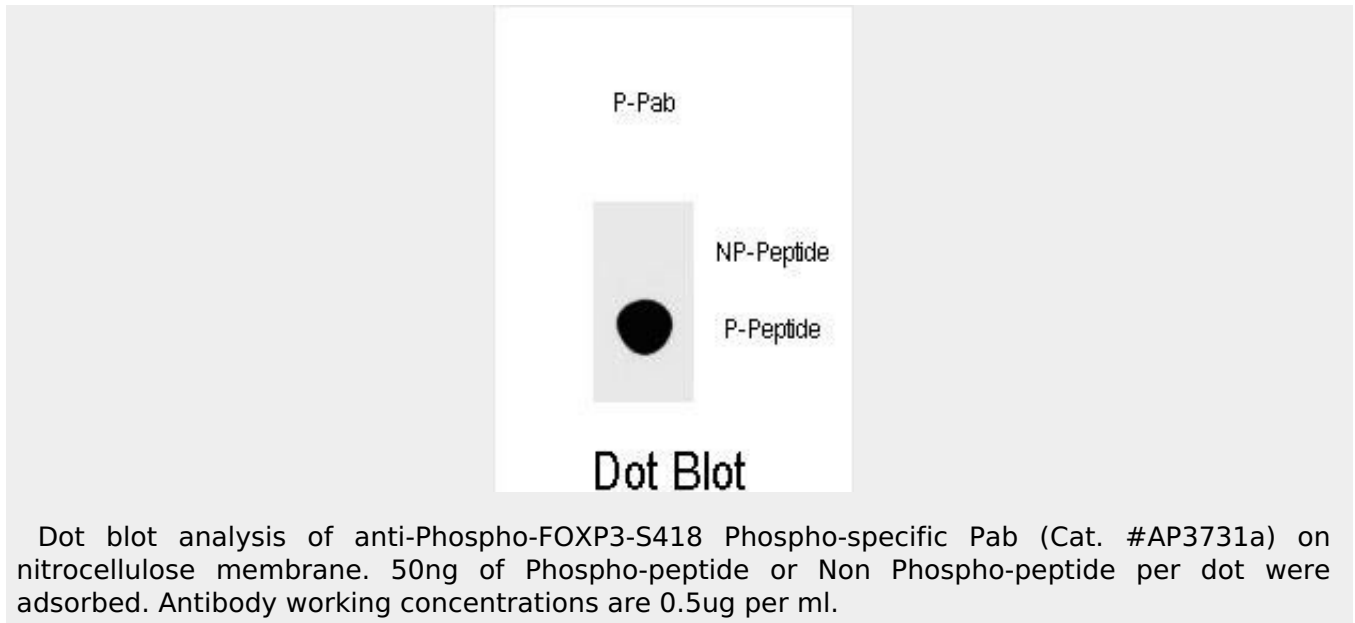 P-Pab
NP-Peptide
P-Peptide
Dot Blot
Dot blot analysis of anti-Phospho-FOXP3-S418 Phospho-specific Pab (Cat. #AP3731a) on
nitrocellulose membrane. 50ng of Phospho-peptide or Non Phospho-peptide per dot were
adsorbed. Antibody working concentrations are 0.5ug per ml.